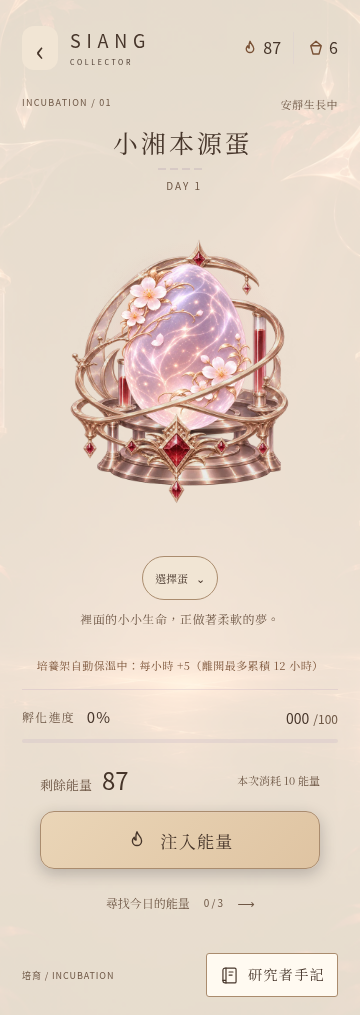 ‹
SIANG
COLLECTOR
87
6
INCUBATION / 01
安靜生長中
小湘本源蛋
DAY 1
選擇蛋 ⌄
裡面的小小生命，正做著柔軟的夢。
培養架自動保溫中：每小時 +5（離開最多累積 12 小時）
孵化進度 0%
000 /100
剩餘能量 87
本次消耗 10 能量
注入能量
尋找今日的能量 0 / 3 →
培育 / INCUBATION
研究者手記